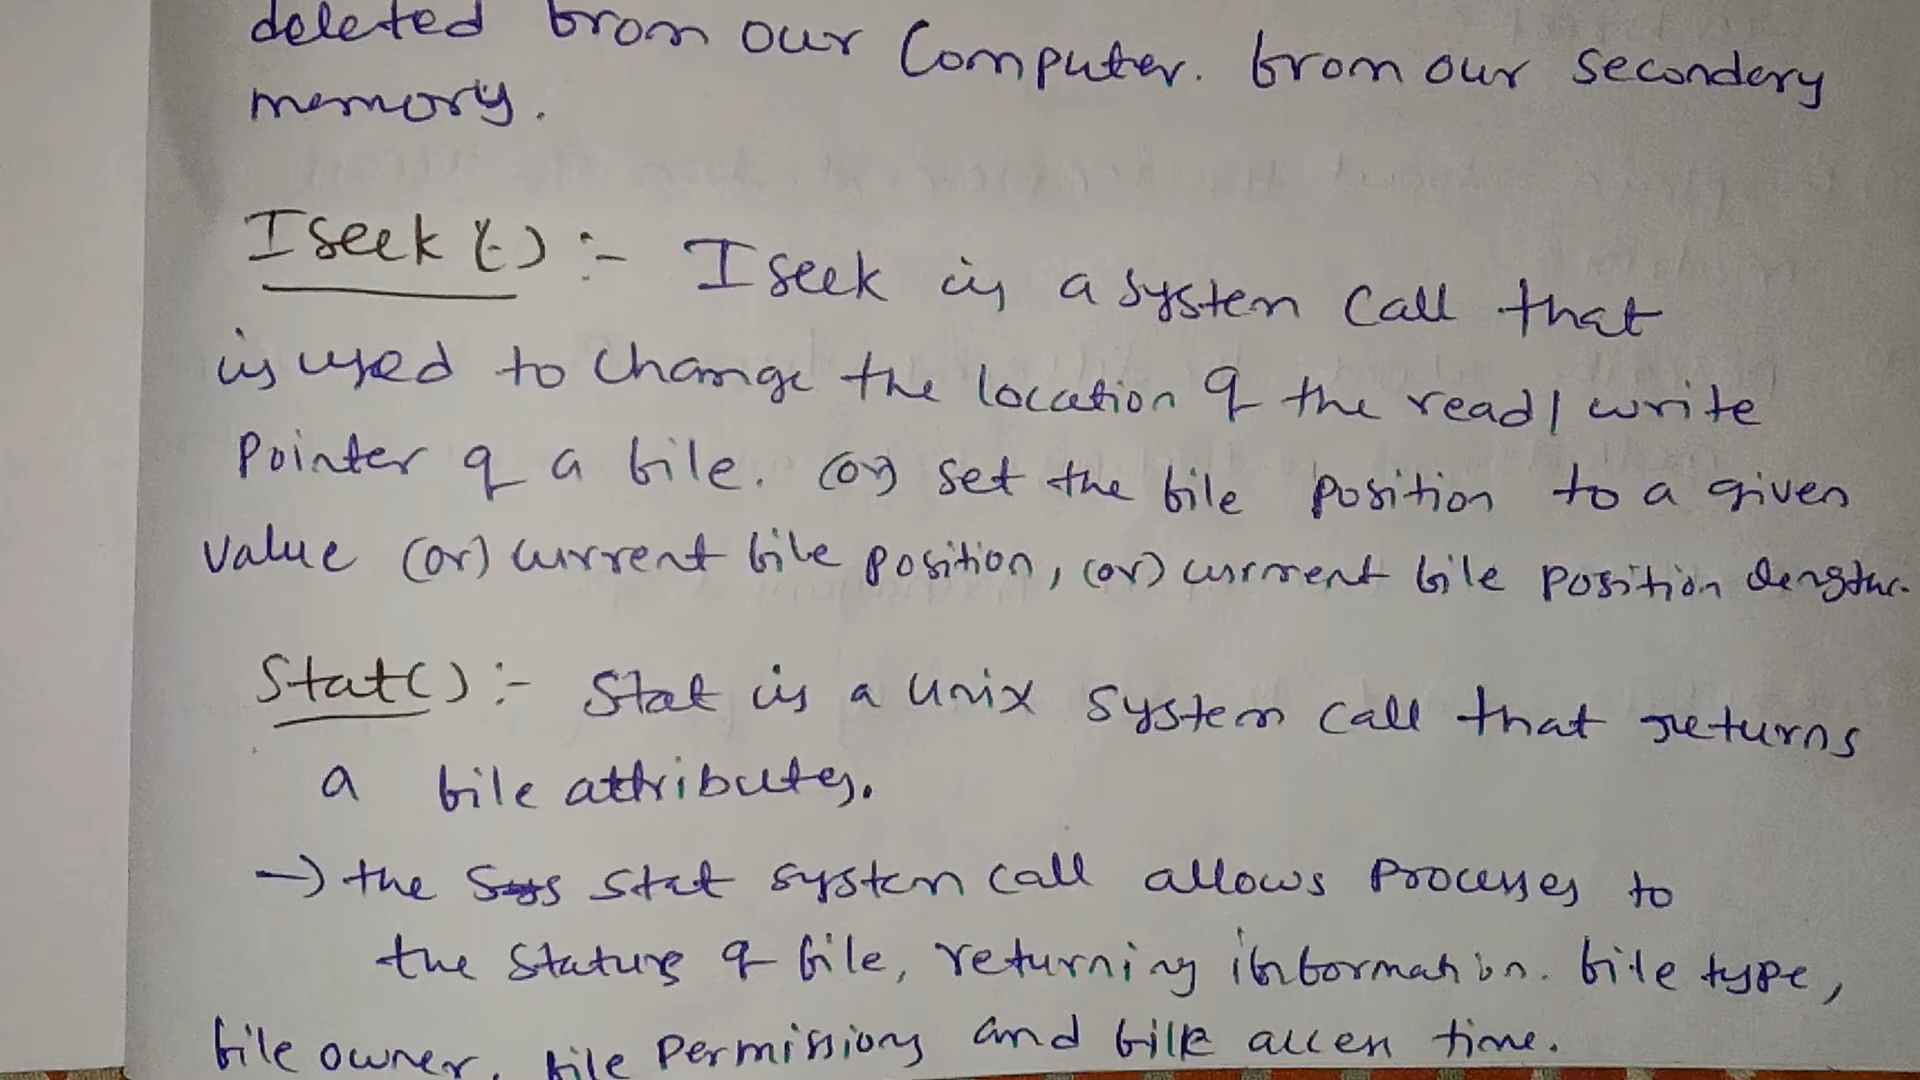 deleted from our Computer. from our secondery
memory.
Iseek (-) :- Iseek is a system call that
is used to change the location of the read/ write
Pointer of a file. (or) set the file position to a given
value (or) current file position, (or) current file position length.
Stat() :- Stat is a unix system call that returns
a file attributes.
→ the stat system call allows Processes to
the status of file, returning information. file type,
file owner, file Permissions and file access time.